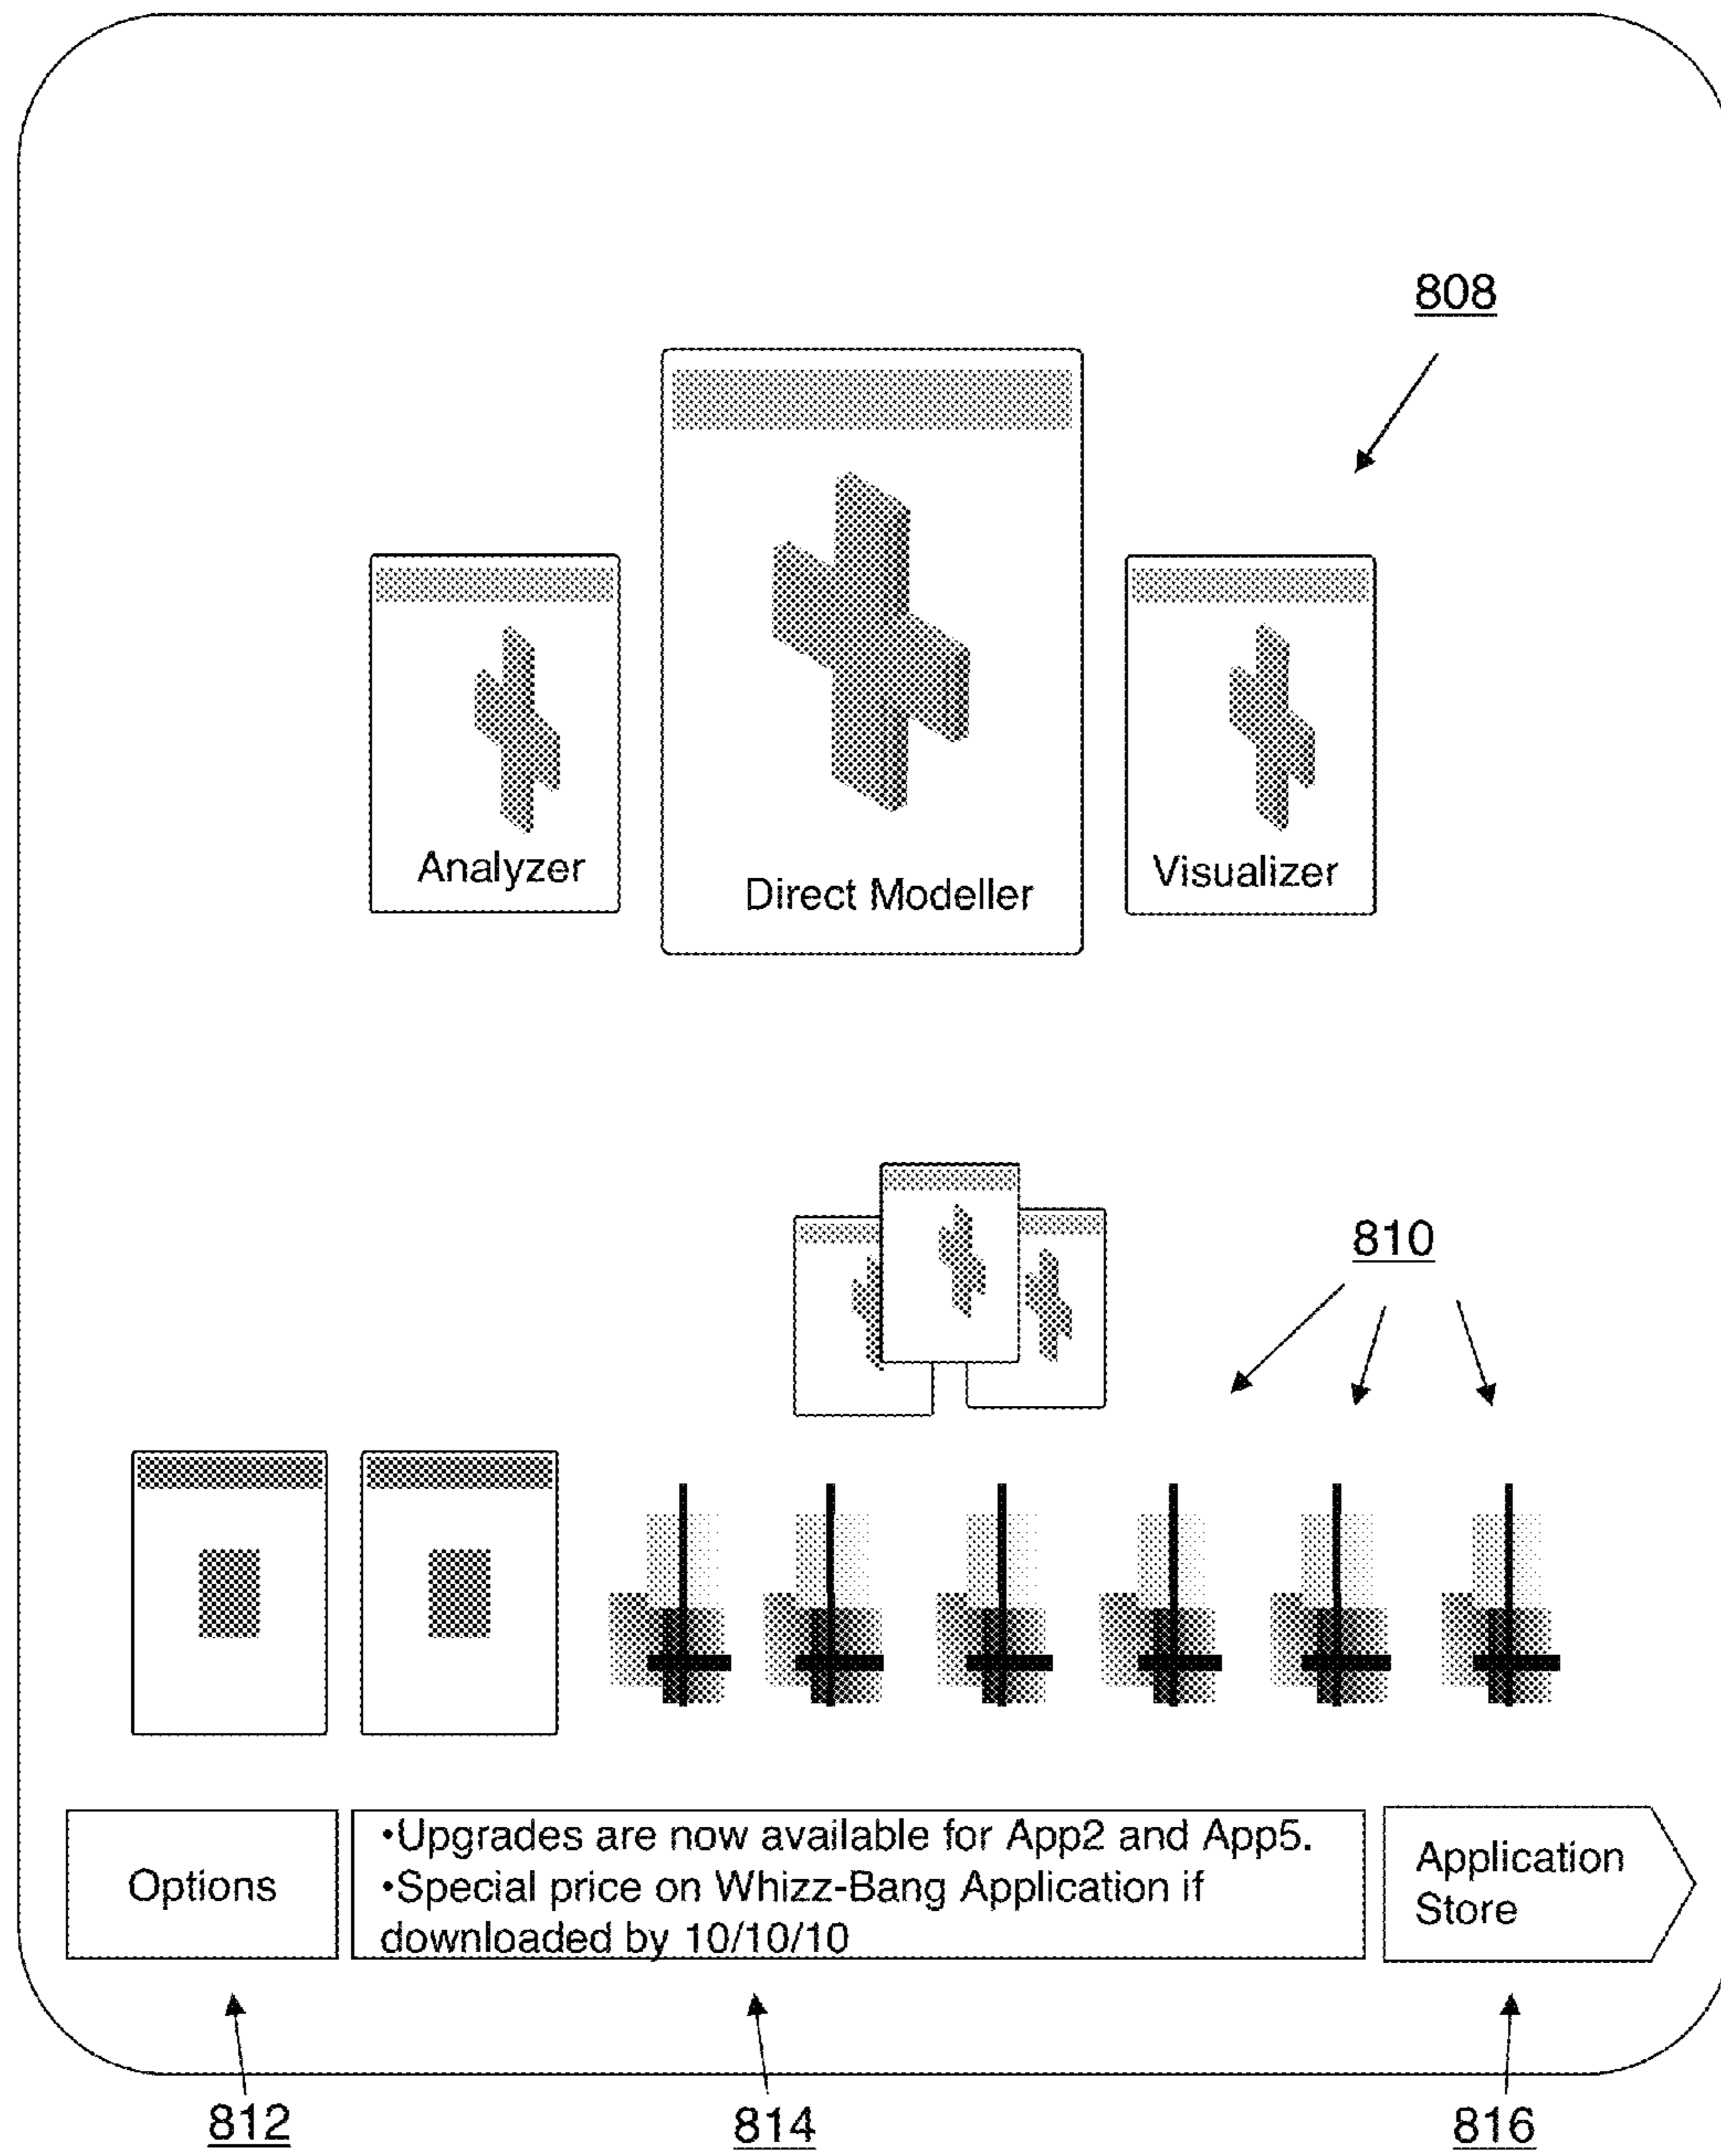 808
Analyzer
Direct Modeller
Visualizer
810
Options
•Upgrades are now available for App2 and App5.
•Special price on Whizz-Bang Application if
downloaded by 10/10/10
Application
Store
812
814
816